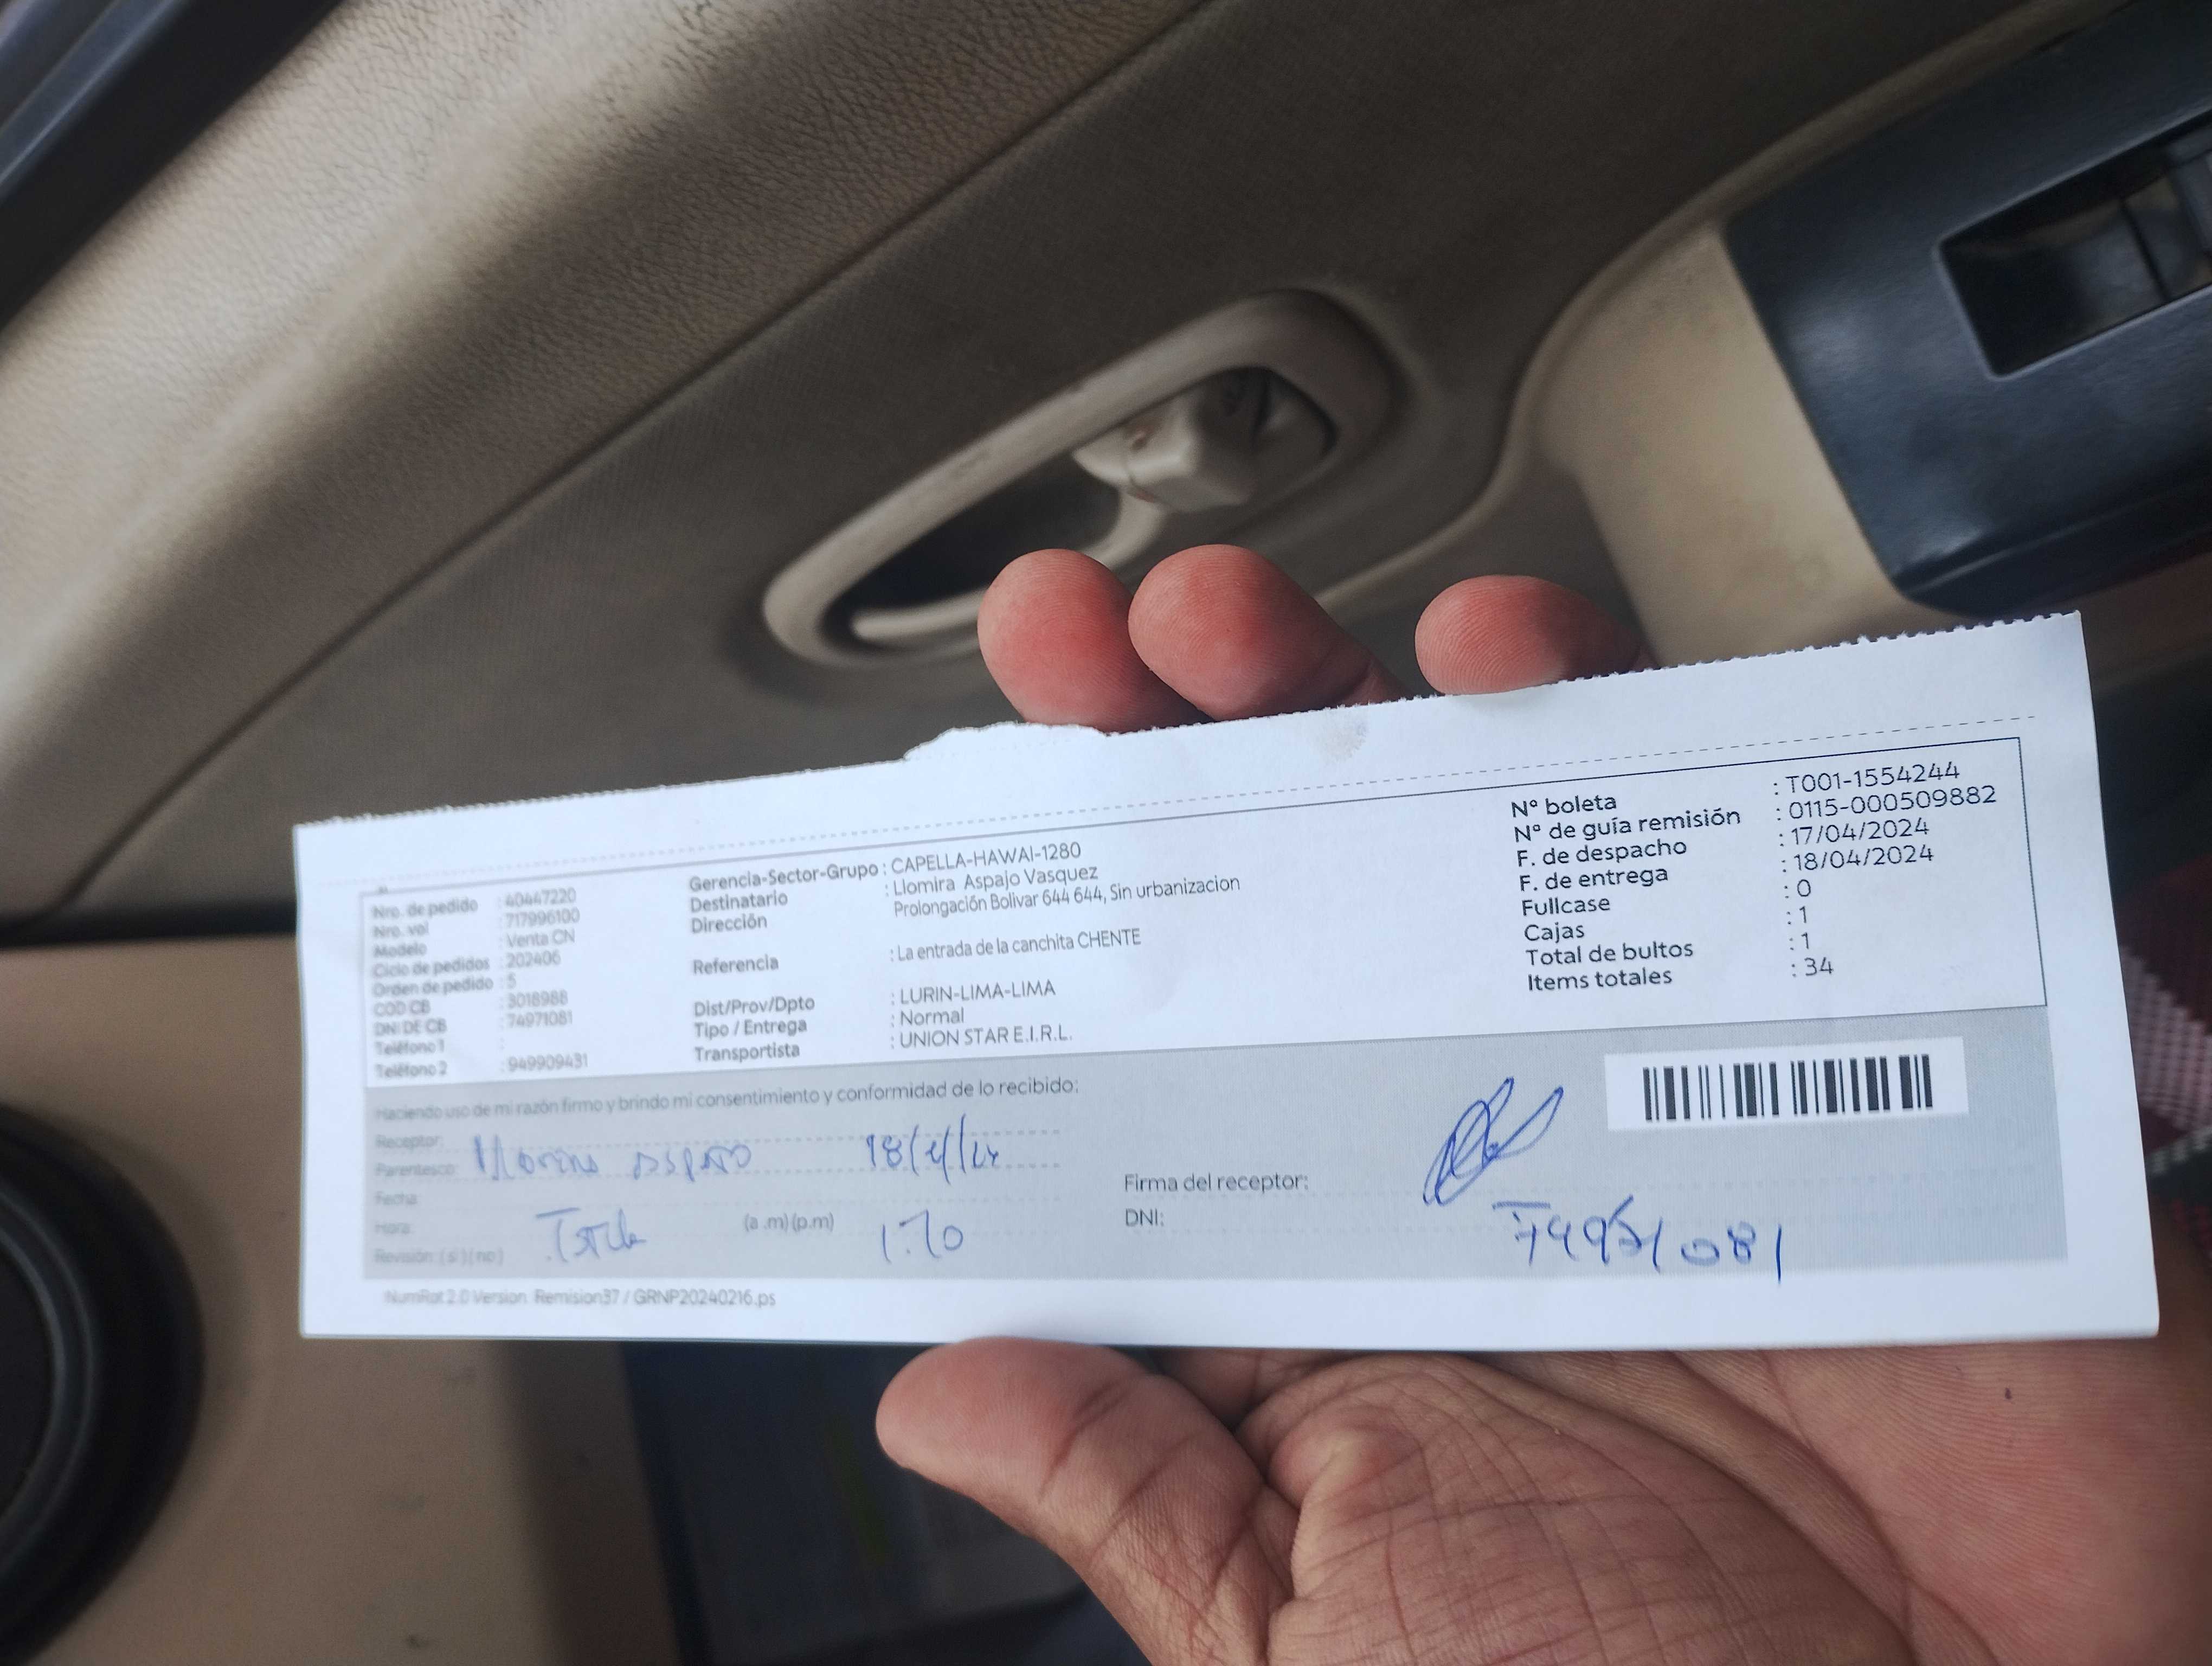 Nro. de pedido : 40447220
Nro. vol : 717996100
Modelo : Venta CN
Ciclo de pedidos : 202406
Orden de pedido : 5
COD CB : 3018988
DNI DE CB : 74971081
Teléfono 1 :
Teléfono 2 : 949909431
Gerencia-Sector-Grupo : CAPELLA-HAWAI-1280
Destinatario : Llomira Aspajo Vasquez
Dirección Prolongación Bolivar 644 644, Sin urbanizacion
Referencia : La entrada de la canchita CHENTE
Dist/Prov/Dpto : LURIN-LIMA-LIMA
Tipo / Entrega : Normal
Transportista : UNION STAR E.I.R.L.
Nº boleta : T001-1554244
Nº de guía remisión : 0115-000509882
F. de despacho : 17/04/2024
F. de entrega : 18/04/2024
Fullcase : 0
Cajas : 1
Total de bultos : 1
Items totales : 34
Haciendo uso de mi razón firmo y brindo mi consentimiento y conformidad de lo recibido:
Receptor:
Parentesco:
Fecha:
Hora: (a .m) (p.m)
Revisión: ( si ) ( no )
Firma del receptor:
DNI: 74971081
NumRot 2.0 Version Remision37 / GRNP20240216.ps